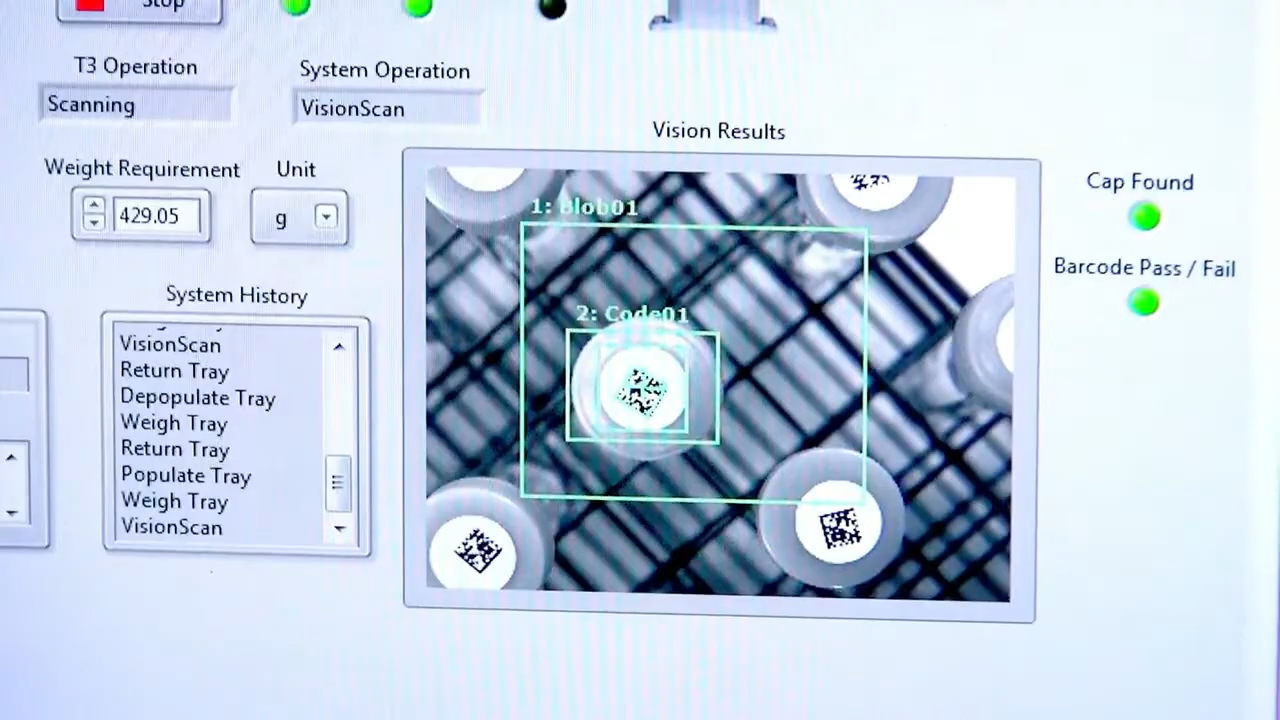 Stop
T3 Operation
System Operation
Scanning
VisionScan
Vision Results
Weight Requirement
Unit
429.05
g
Cap Found
Barcode Pass / Fail
System History
VisionScan
Return Tray
Depopulate Tray
Weigh Tray
Return Tray
Populate Tray
Weigh Tray
VisionScan
1: Blob01
2: Code01